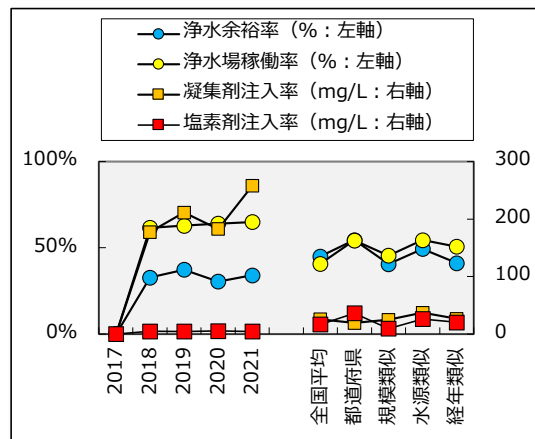 浄水余裕率（%：左軸）
浄水場稼働率（%：左軸）
凝集剤注入率（mg/L：右軸）
塩素剤注入率（mg/L：右軸）
100%
50%
0%
300
200
100
0
2017
2018
2019
2020
2021
全国平均
都道府県
規模類似
水源類似
経年類似